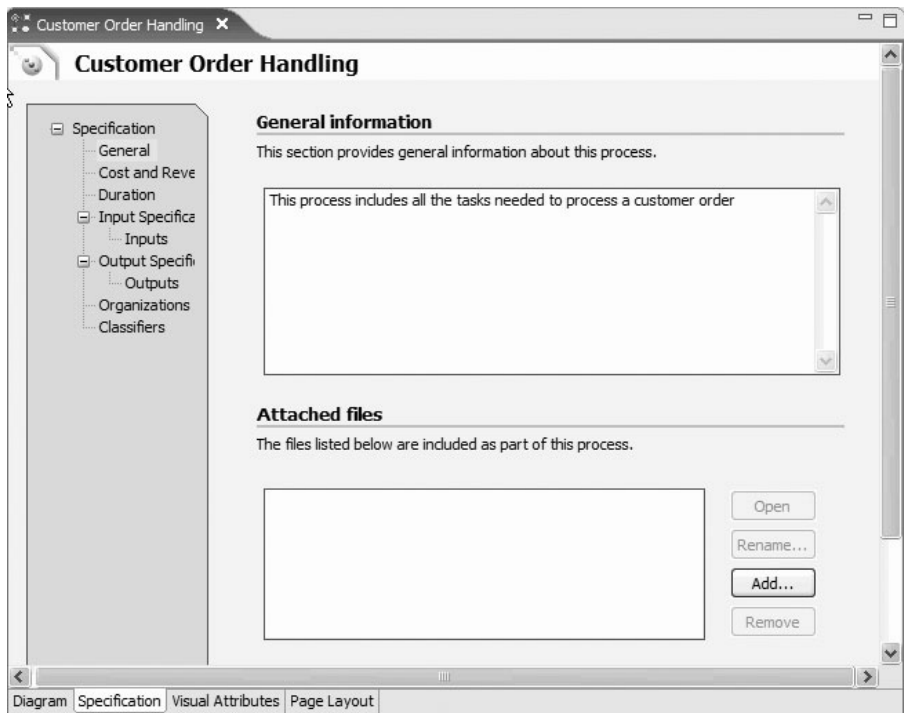 Customer Order Handling
Customer Order Handling
Specification
General
Cost and Reve
Duration
Input Specifica
Inputs
Output Specifi
Outputs
Organizations
Classifiers
General information
This section provides general information about this process.
This process includes all the tasks needed to process a customer order
Attached files
The files listed below are included as part of this process.
Open
Rename...
Add...
Remove
Diagram Specification Visual Attributes Page Layout